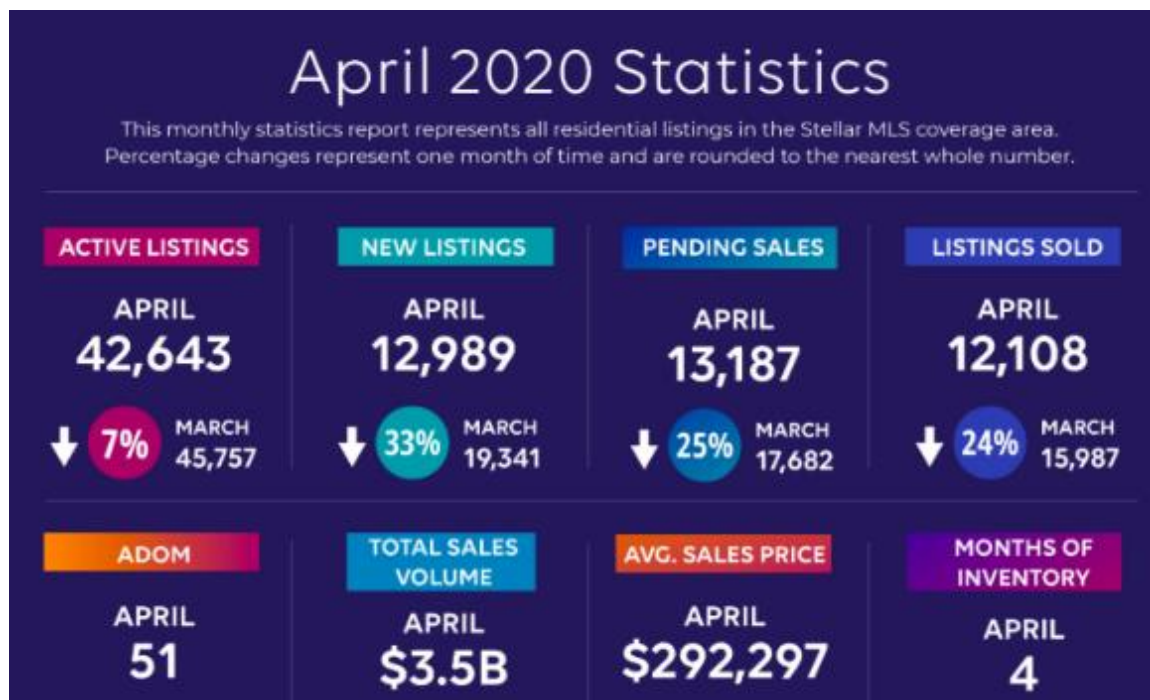 April 2020 Statistics
This monthly statistics report represents all residential listings in the Stellar MLS coverage area.
Percentage changes represent one month of time and are rounded to the nearest whole number.
ACTIVE LISTINGS
APRIL
42,643
7%
MARCH
45,757
NEW LISTINGS
APRIL
12,989
33%
MARCH
19,341
PENDING SALES
APRIL
13,187
25%
MARCH
17,682
LISTINGS SOLD
APRIL
12,108
24%
MARCH
15,987
ADOM
APRIL
51
TOTAL SALES
VOLUME
APRIL
$3.5B
AVG. SALES PRICE
APRIL
$292,297
MONTHS OF
INVENTORY
APRIL
4